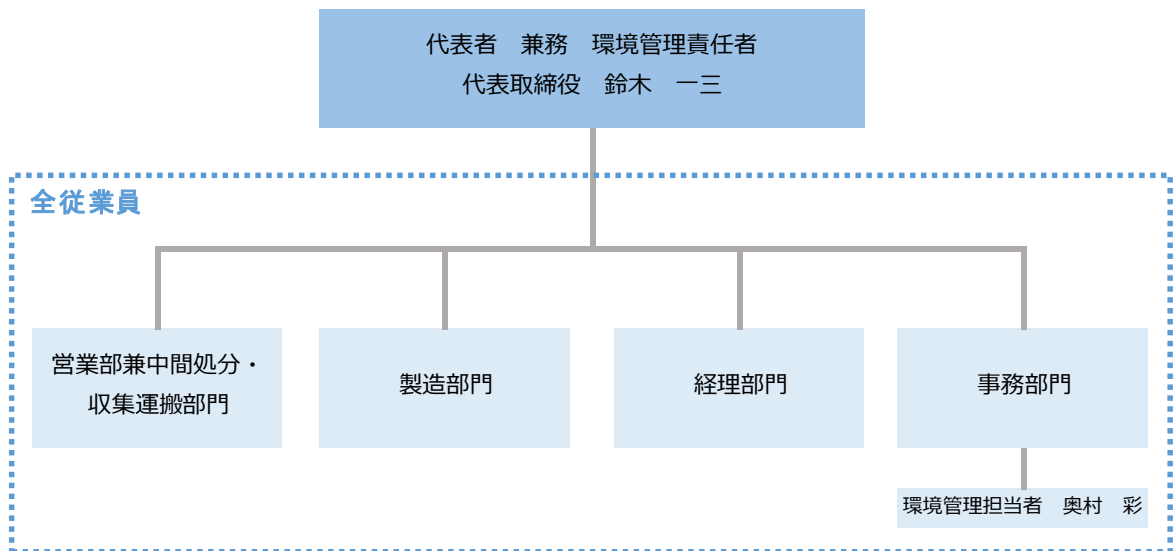 代表者　兼務　環境管理責任者
代表取締役　鈴木　一三
全従業員
営業部兼中間処分・
収集運搬部門
製造部門
経理部門
事務部門
環境管理担当者　奥村　彩